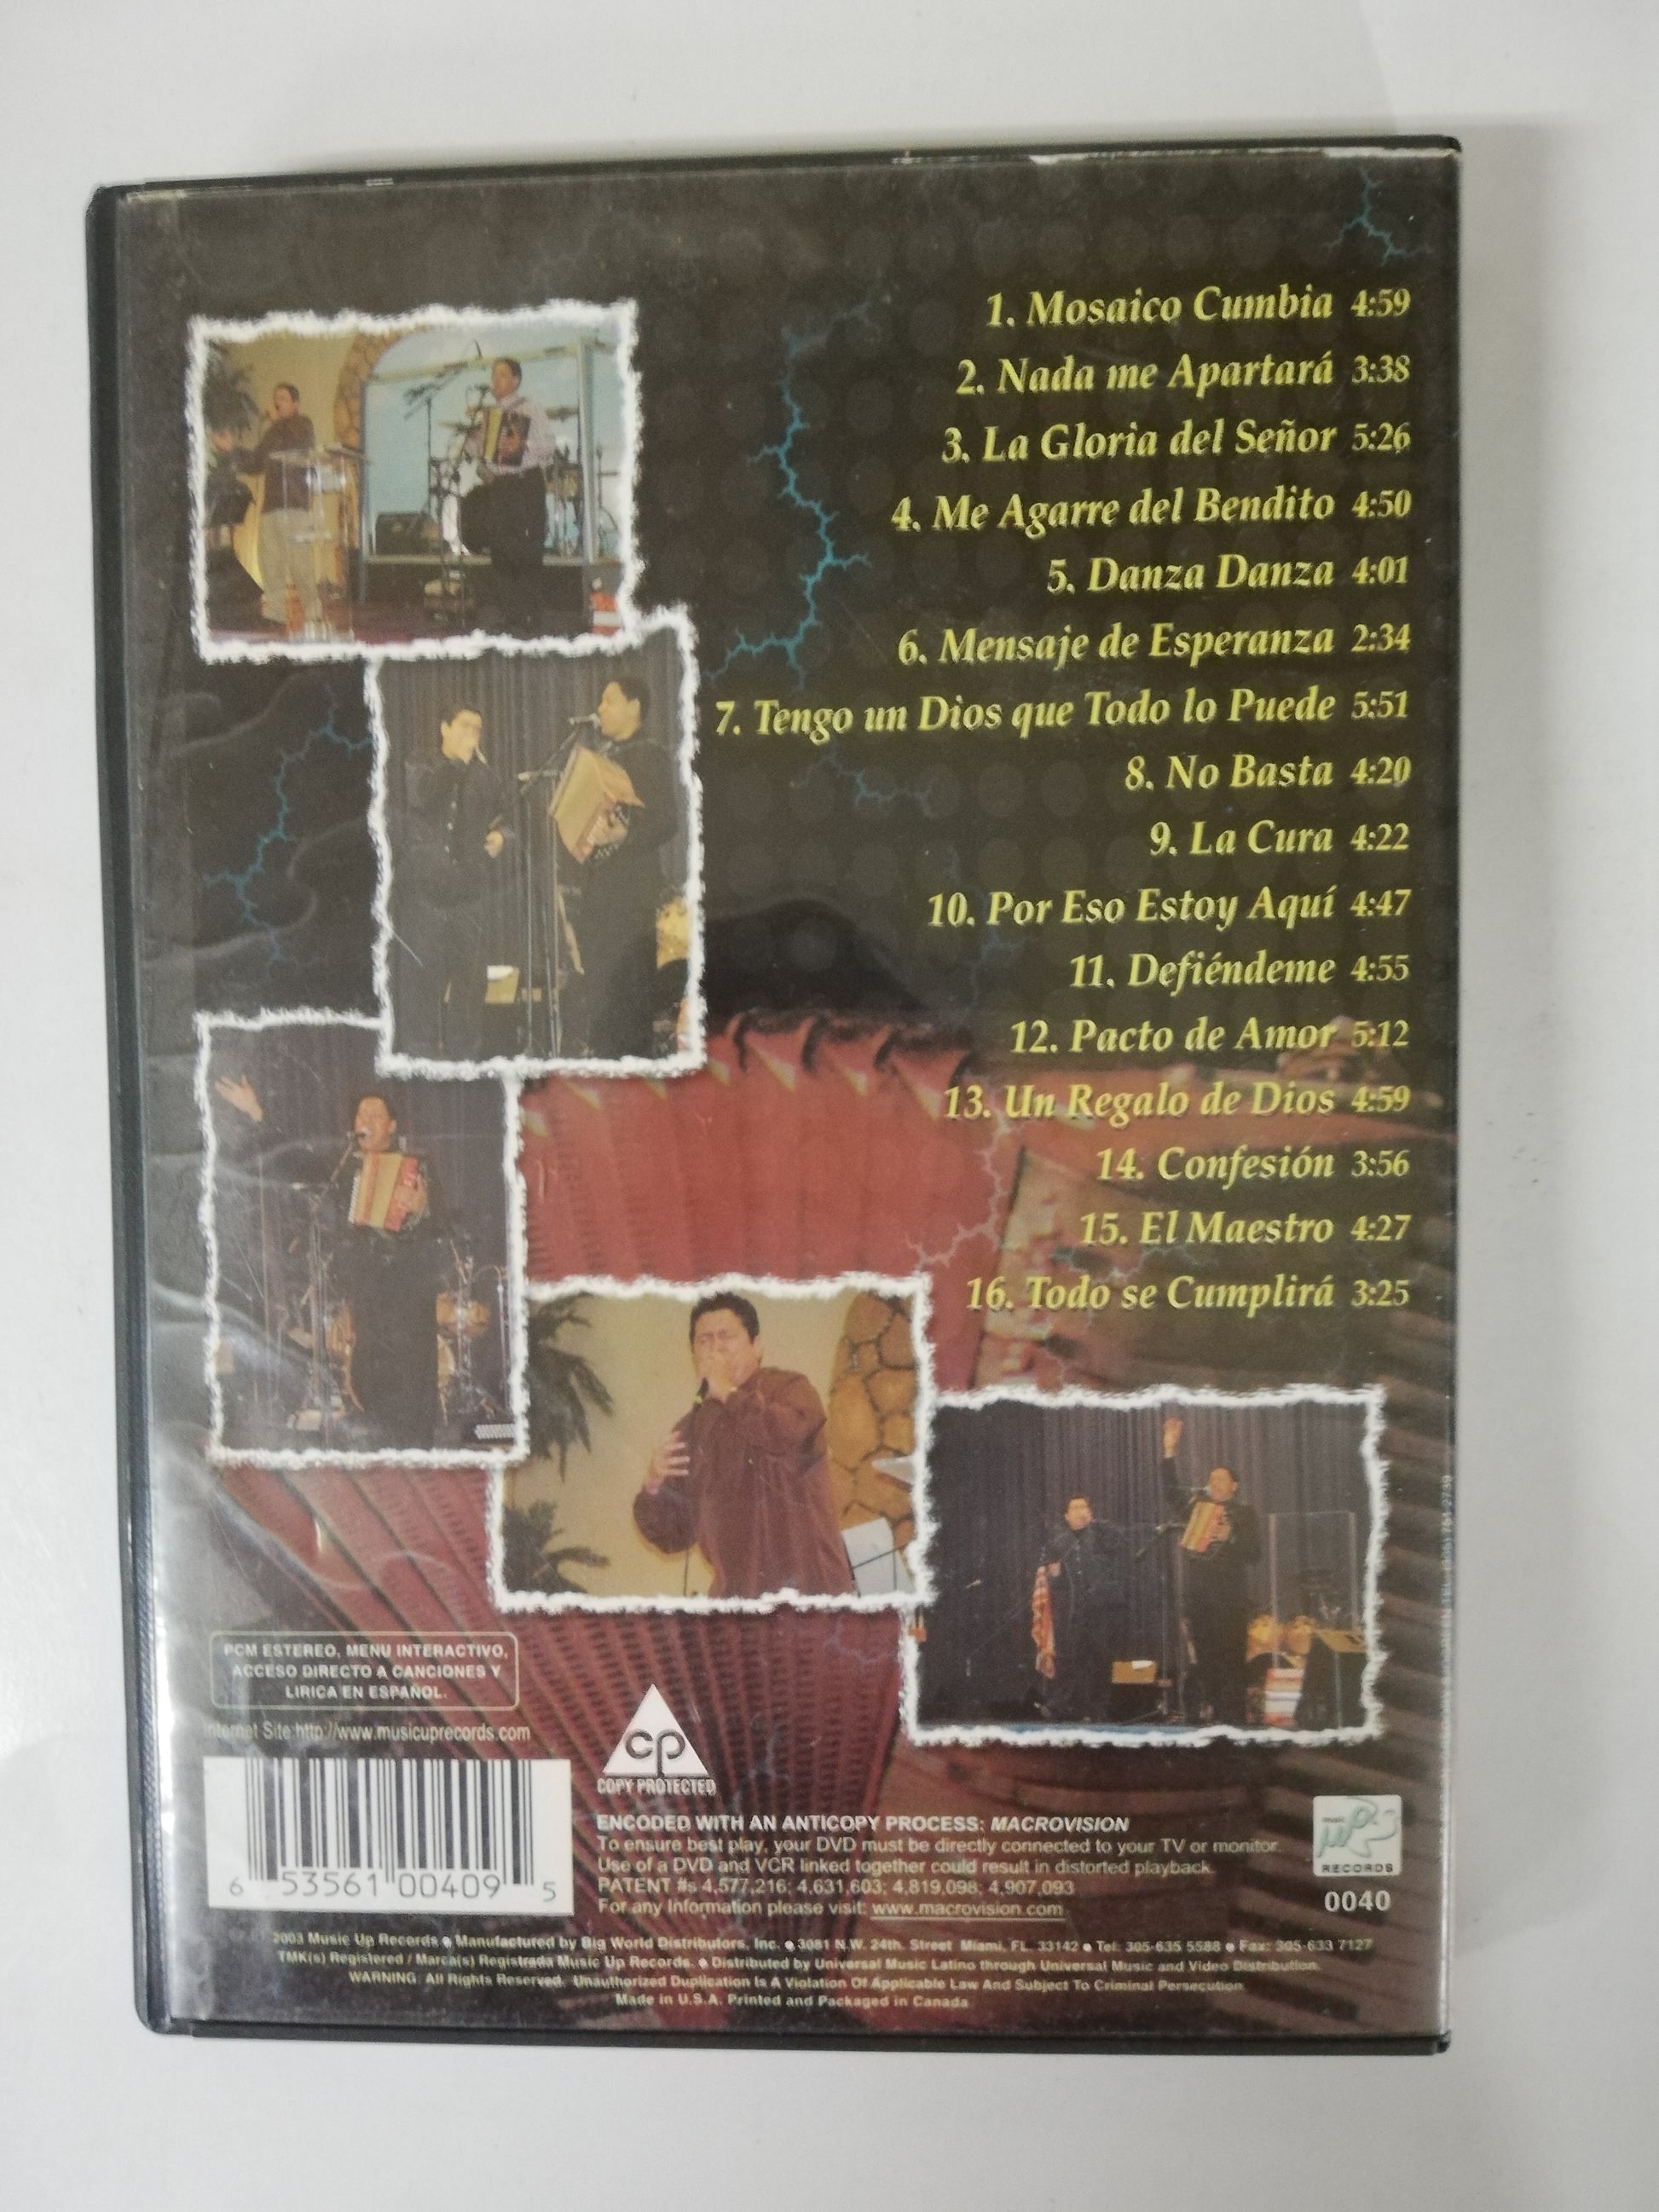 1. Mosaico Cumbia 4:59
2. Nada me Apartará 3:38
3. La Gloria del Señor 5:26
4. Me Agarre del Bendito 4:50
5. Danza Danza 4:01
6. Mensaje de Esperanza 2:34
7. Tengo un Dios que Todo lo Puede 5:51
8. No Basta 4:20
9. La Cura 4:22
10. Por Eso Estoy Aquí 4:47
11. Defiéndeme 4:55
12. Pacto de Amor 5:12
13. Un Regalo de Dios 4:59
14. Confesión 3:56
15. El Maestro 4:27
16. Todo se Cumplirá 3:25
PCM ESTEREO, MENU INTERACTIVO,
ACCESO DIRECTO A CANCIONES Y
LIRICA EN ESPAÑOL.
Internet Site:http://www.musicuprecords.com
6 53561 00409 5
cp
COPY PROTECTED
ENCODED WITH AN ANTICOPY PROCESS: MACROVISION
To ensure best play, your DVD must be directly connected to your TV or monitor.
Use of a DVD and VCR linked together could result in distorted playback.
PATENT #s 4,577,216; 4,631,603; 4,819,098; 4,907,093
For any Information please visit: www.macrovision.com
music up
RECORDS
0040
2003 Music Up Records ● Manufactured by Big World Distributors, Inc. ● 3081 N.W. 24th. Street Miami, FL. 33142 ● Tel: 305-635 5588 ● Fax: 305-633 7127
TMK(s) Registered / Marca(s) Registrada Music Up Records. ● Distributed by Universal Music Latino through Universal Music and Video Distribution.
WARNING: All Rights Reserved. Unauthorized Duplication Is A Violation Of Applicable Law And Subject To Criminal Persecution
Made in U.S.A. Printed and Packaged in Canada